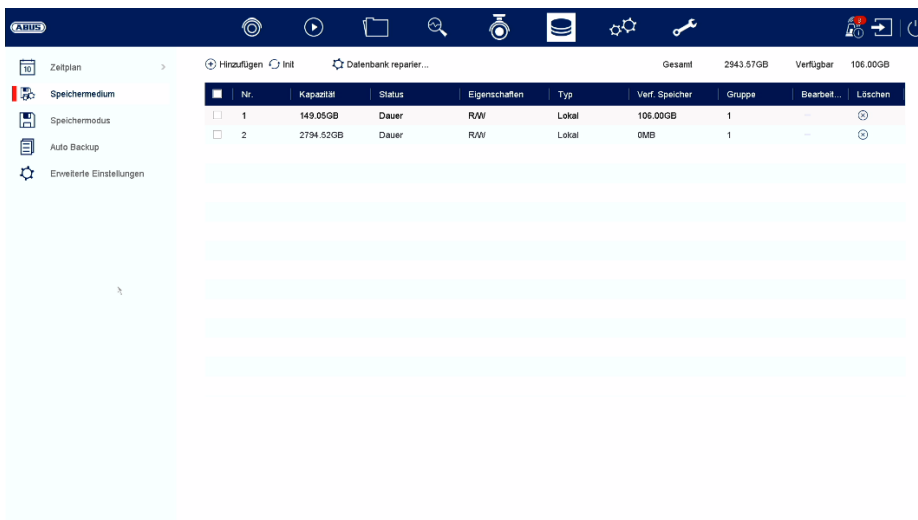 ABUS 3
10 Zeitplan >
Speichermedium
Speichermodus
Auto Backup
Erweiterte Einstellungen
Hinzufügen Init Datenbank reparier... Gesamt 2943.57GB Verfügbar 106.00GB
Nr. Kapazität Status Eigenschaften Typ Verf. Speicher Gruppe Bearbeit... Löschen
1 149.05GB Dauer R/W Lokal 106.00GB 1 —
2 2794.52GB Dauer R/W Lokal 0MB 1 —